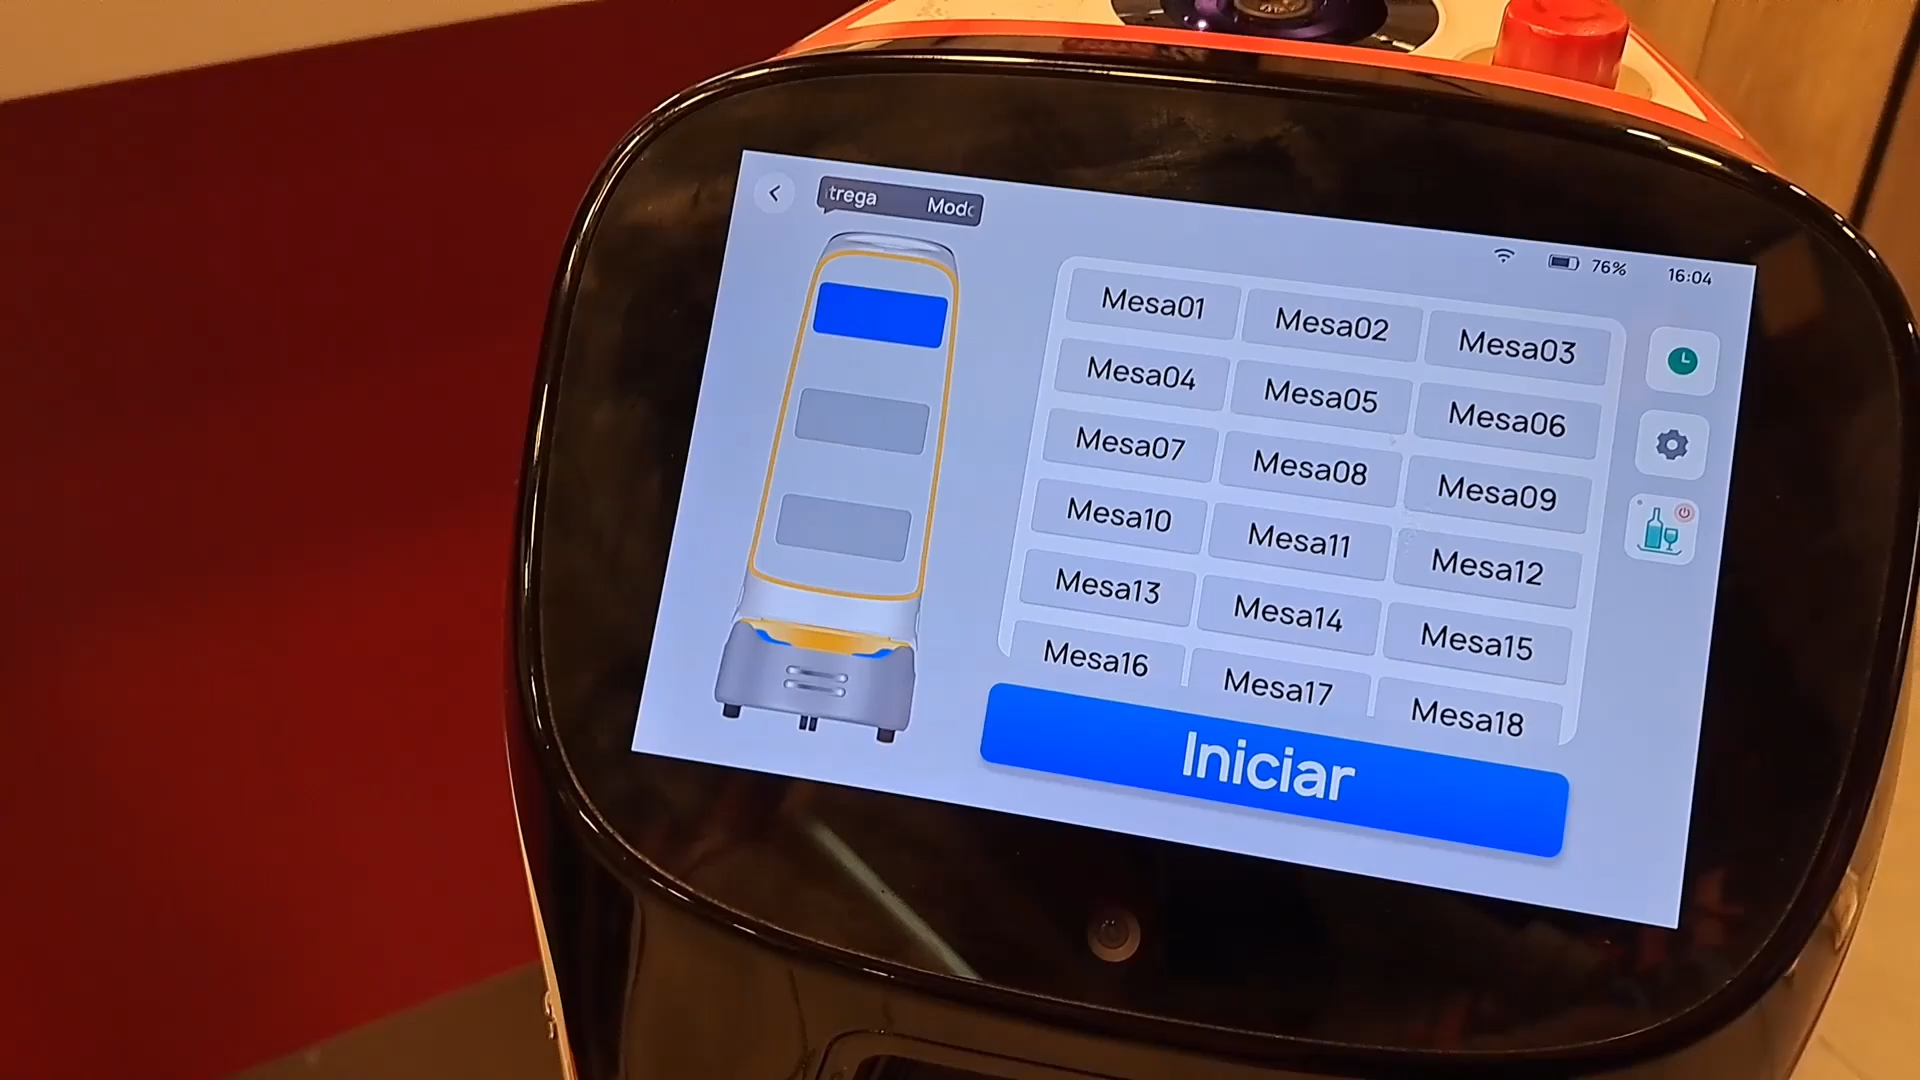 trega Modo
76% 16:04
Mesa01 Mesa02 Mesa03
Mesa04 Mesa05 Mesa06
Mesa07 Mesa08 Mesa09
Mesa10 Mesa11 Mesa12
Mesa13 Mesa14 Mesa15
Mesa16 Mesa17 Mesa18
Iniciar